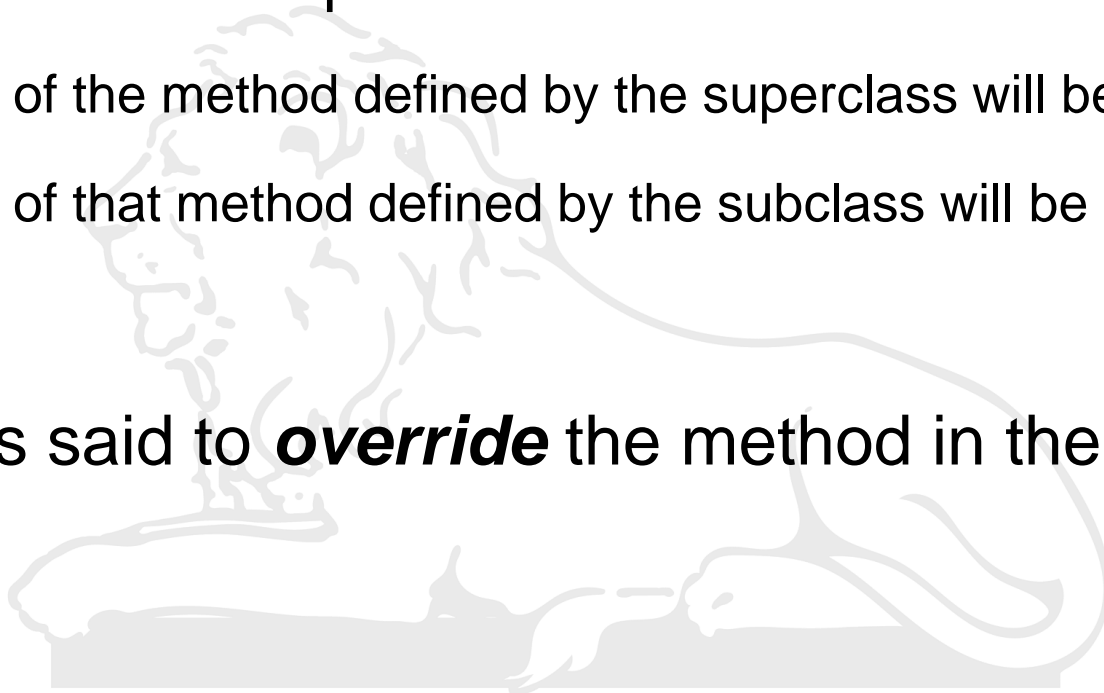 of the method defined by the superclass will be
of that method defined by the subclass will be
s said to override the method in the